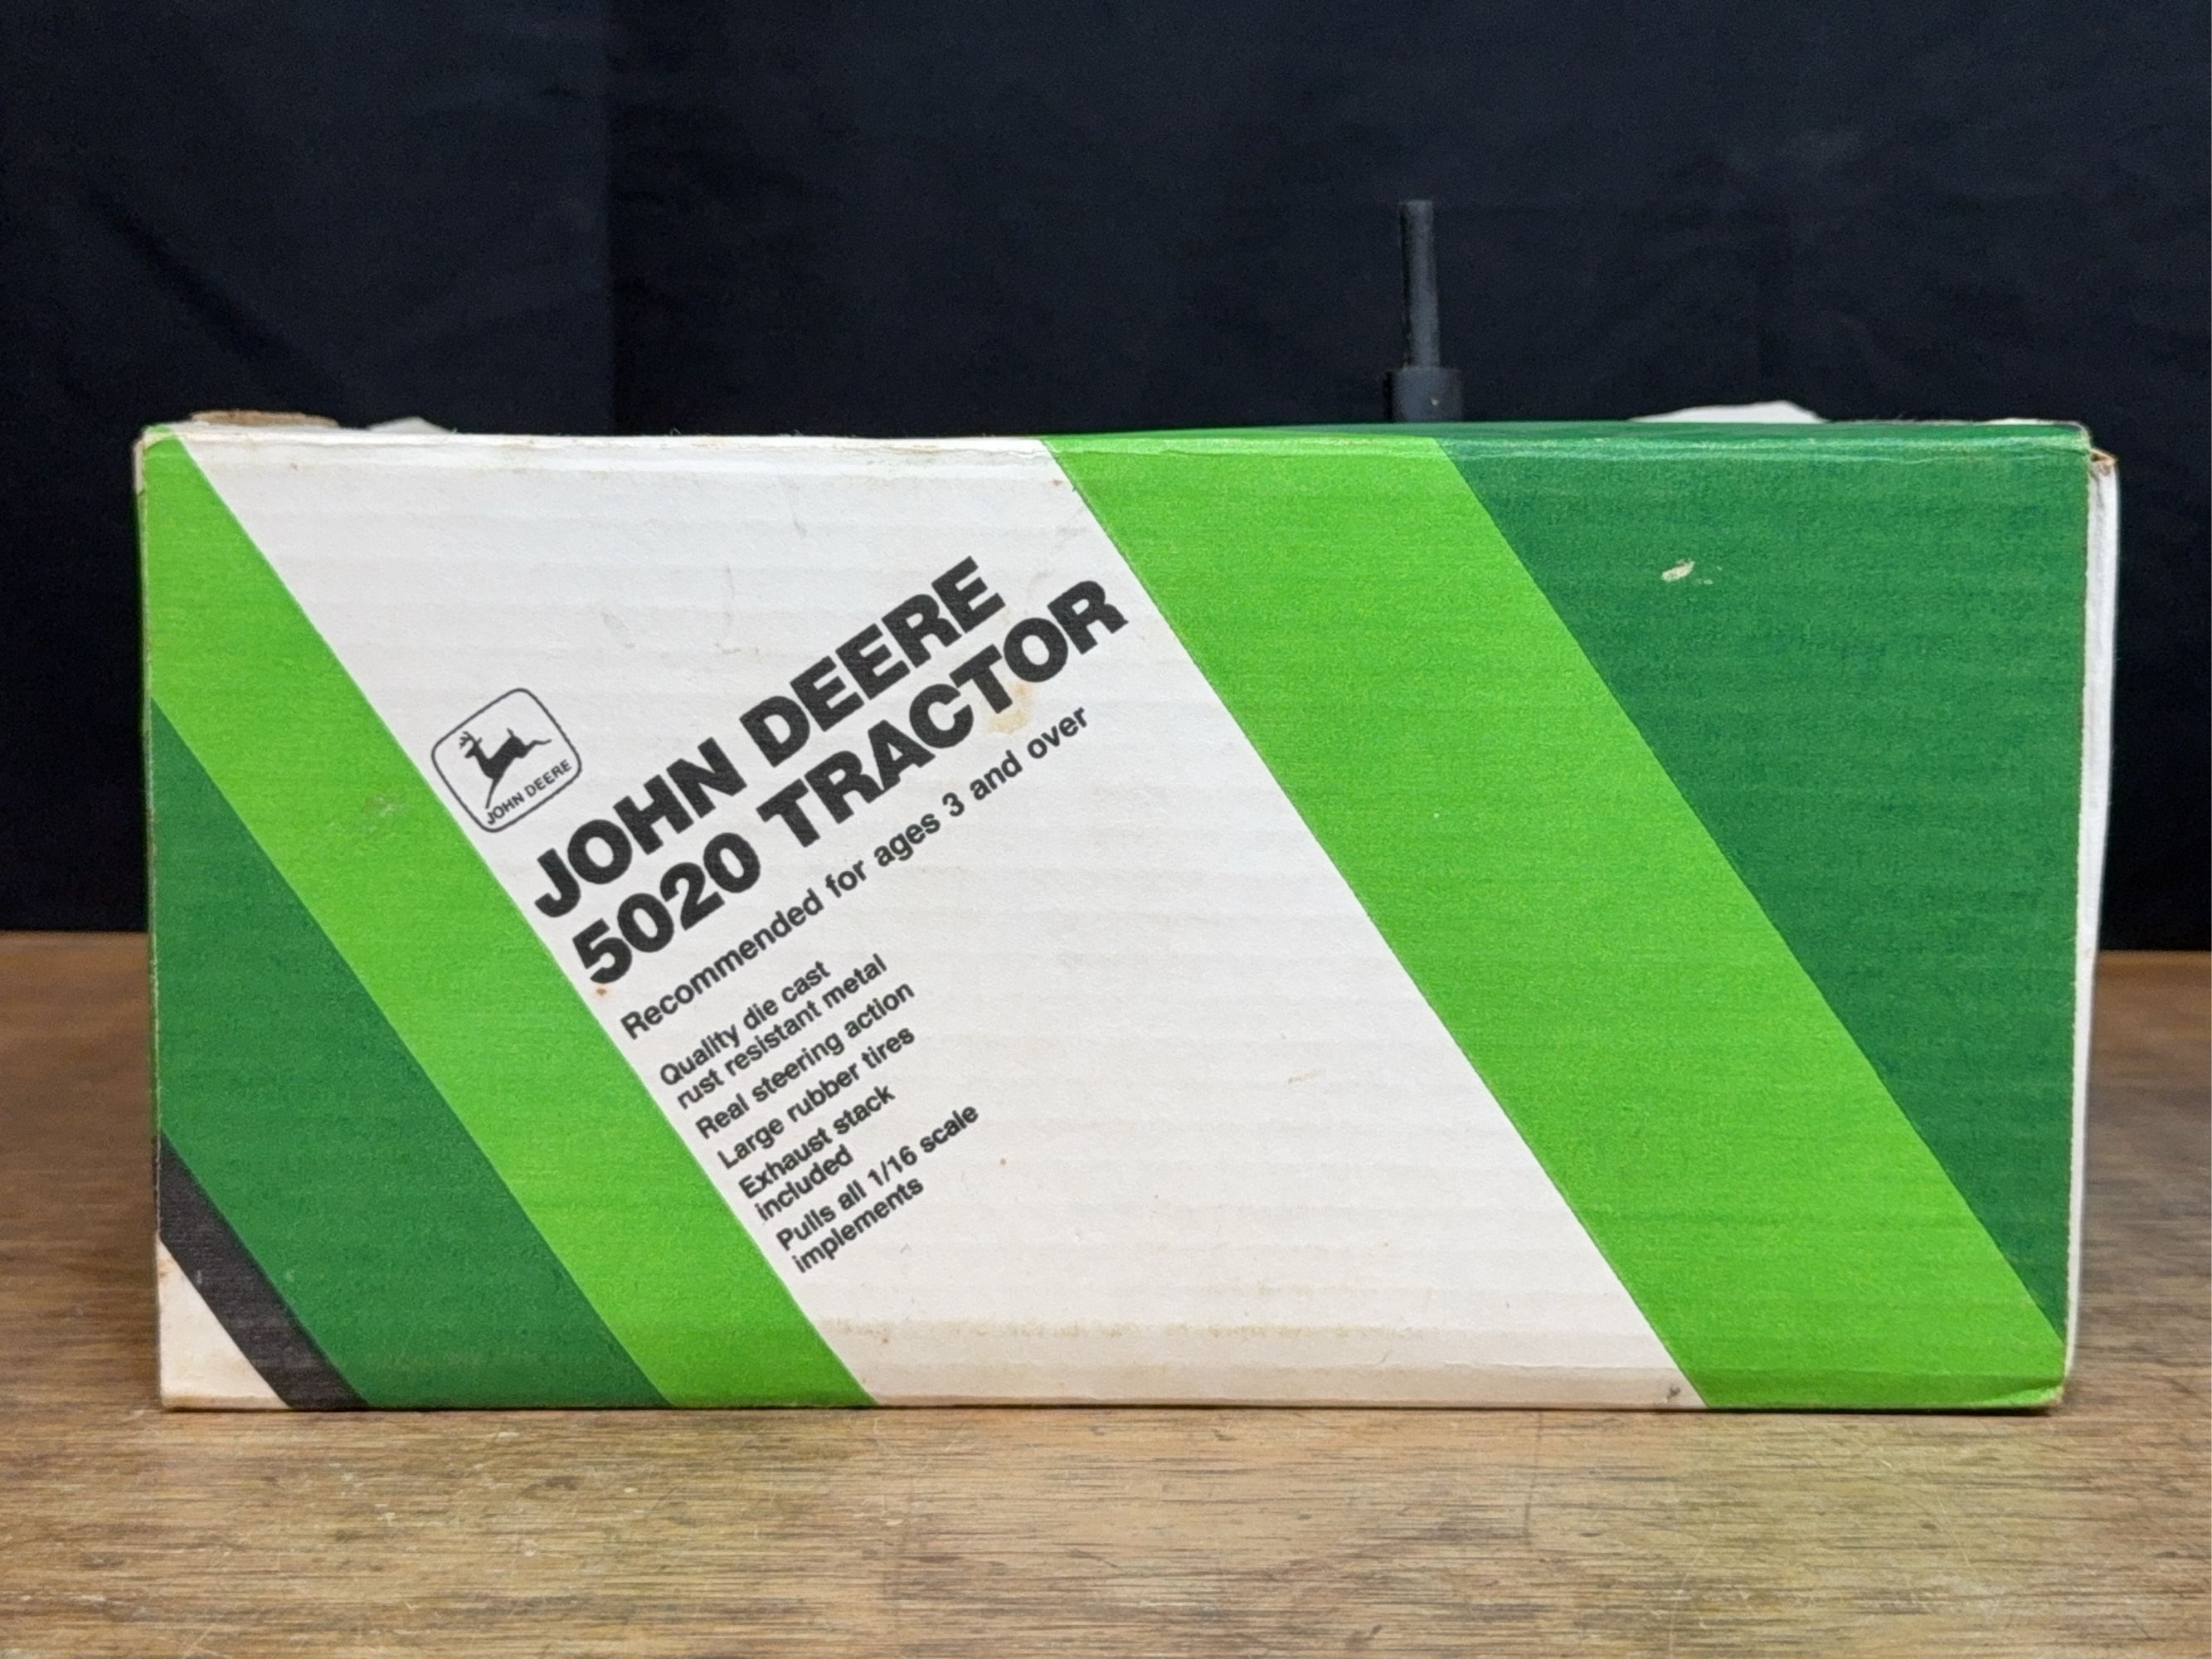 JOHN DEERE
JOHN DEERE
5020 TRACTOR
Recommended for ages 3 and over
Quality die cast
rust resistant metal
Real steering action
Large rubber tires
Exhaust stack
included
Pulls all 1/16 scale
implements